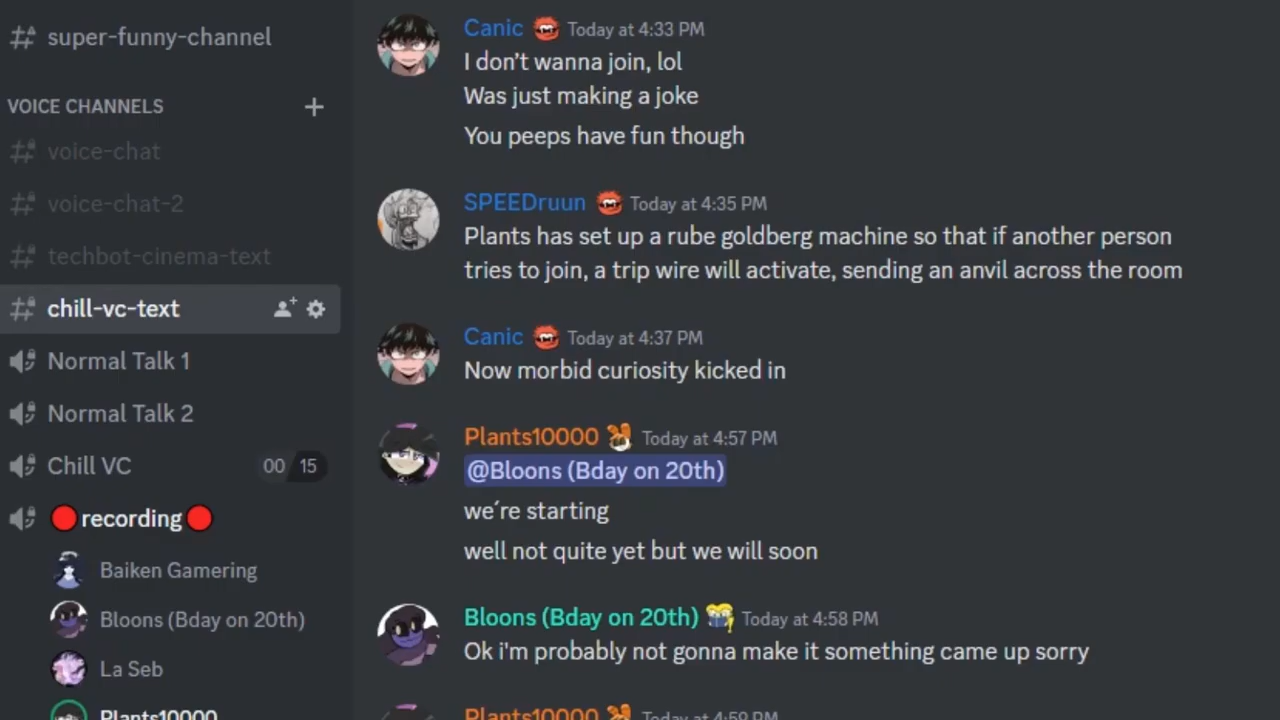 super-funny-channel
VOICE CHANNELS
voice-chat
voice-chat-2
techbot-cinema-text
chill-vc-text
Normal Talk 1
Normal Talk 2
Chill VC 00 15
recording
Baiken Gamering
Bloons (Bday on 20th)
La Seb
Plants10000
Canic Today at 4:33 PM
I don’t wanna join, lol
Was just making a joke
You peeps have fun though
SPEEDruun Today at 4:35 PM
Plants has set up a rube goldberg machine so that if another person
tries to join, a trip wire will activate, sending an anvil across the room
Canic Today at 4:37 PM
Now morbid curiosity kicked in
Plants10000 Today at 4:57 PM
@Bloons (Bday on 20th)
we´re starting
well not quite yet but we will soon
Bloons (Bday on 20th) Today at 4:58 PM
Ok i'm probably not gonna make it something came up sorry
Plants10000 Today at 4:59 PM